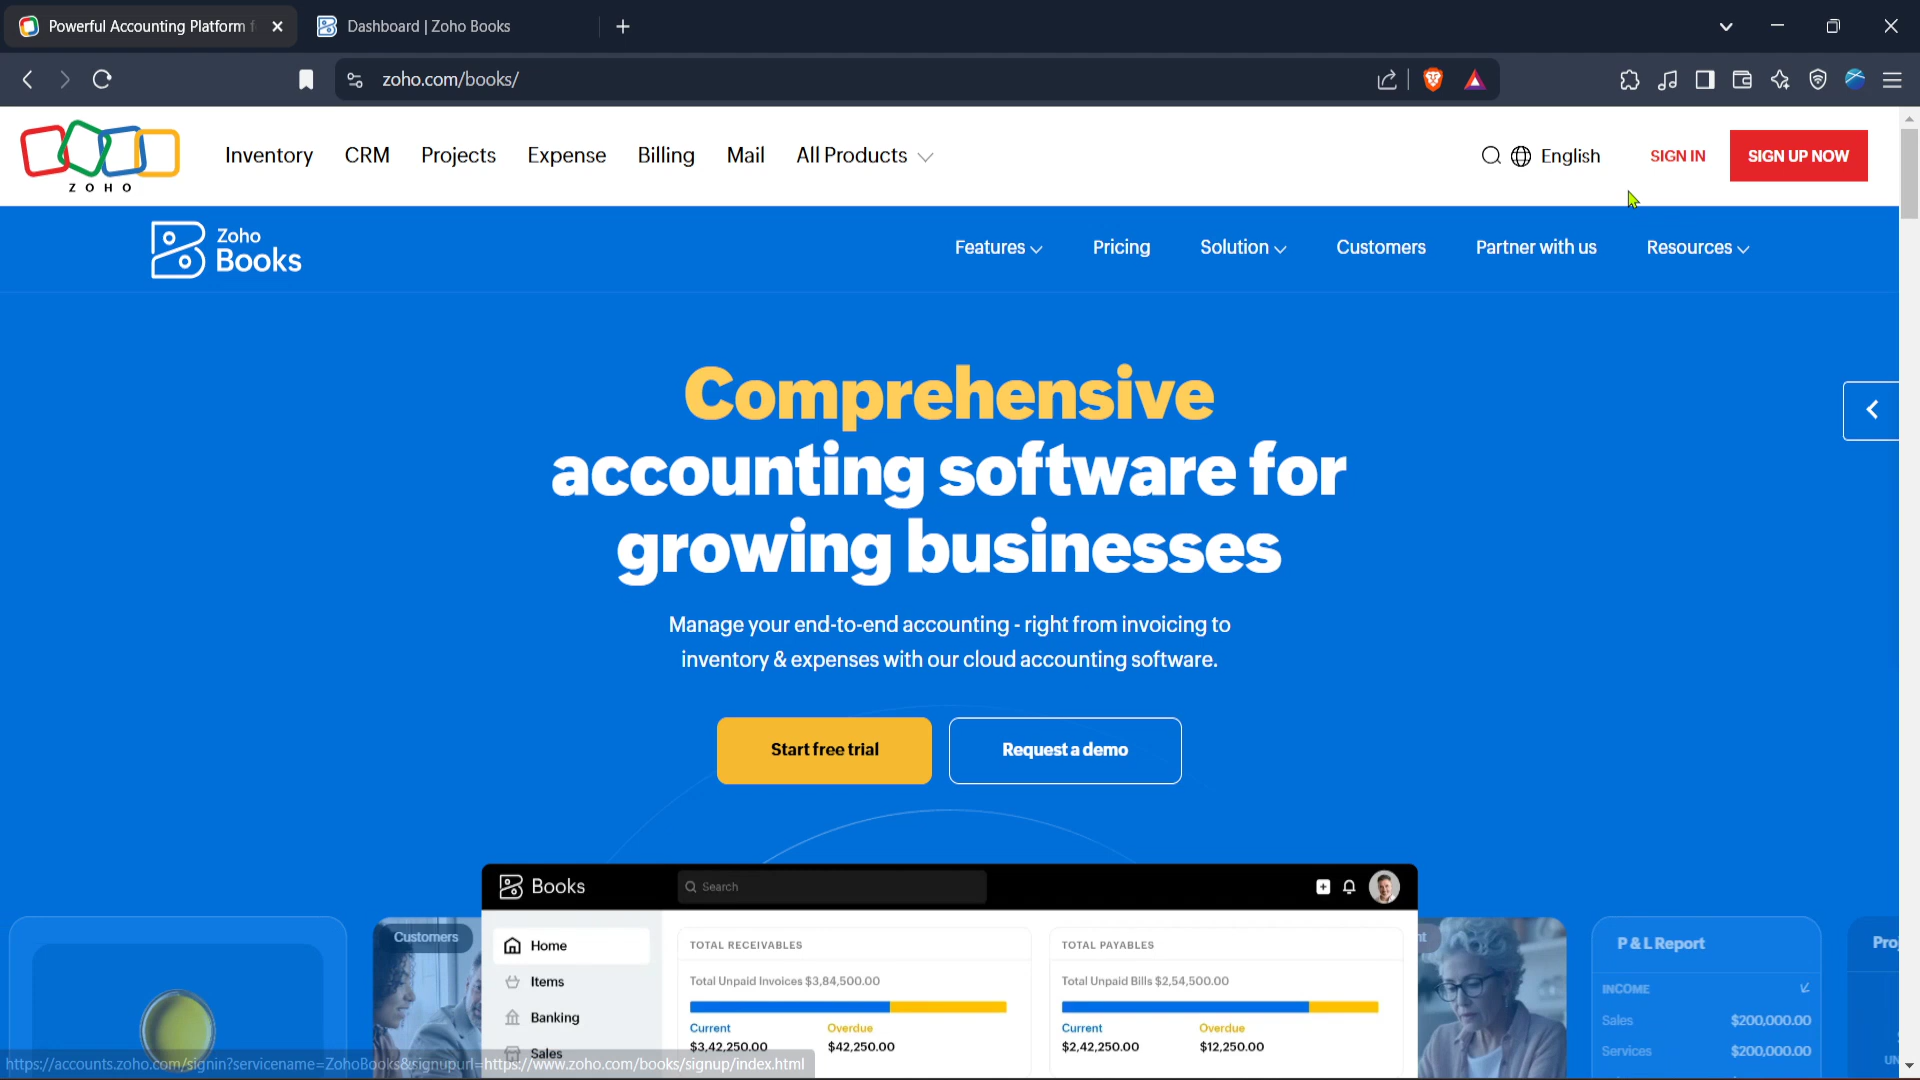 Powerful Accounting Platform f
Dashboard | Zoho Books
zoho.com/books/
ZOHO
Inventory
CRM
Projects
Expense
Billing
Mail
All Products
English
SIGN IN
SIGN UP NOW
Zoho
Books
Features
Pricing
Solution
Customers
Partner with us
Resources
Comprehensive
accounting software for
growing businesses
Manage your end-to-end accounting - right from invoicing to
inventory & expenses with our cloud accounting software.
Start free trial
Request a demo
Books
Search
Customers
Home
Items
Banking
Sales
TOTAL RECEIVABLES
Total Unpaid Invoices $3,84,500.00
Current
Overdue
$3,42,250.00
$42,250.00
TOTAL PAYABLES
Total Unpaid Bills $2,54,500.00
Current
Overdue
$2,42,250.00
$12,250.00
nt
P & L Report
INCOME
Sales
$200,000.00
Services
$200,000.00
Pro
UN
https://accounts.zoho.com/signin?servicename=ZohoBooks&signupurl=https://www.zoho.com/books/signup/index.html